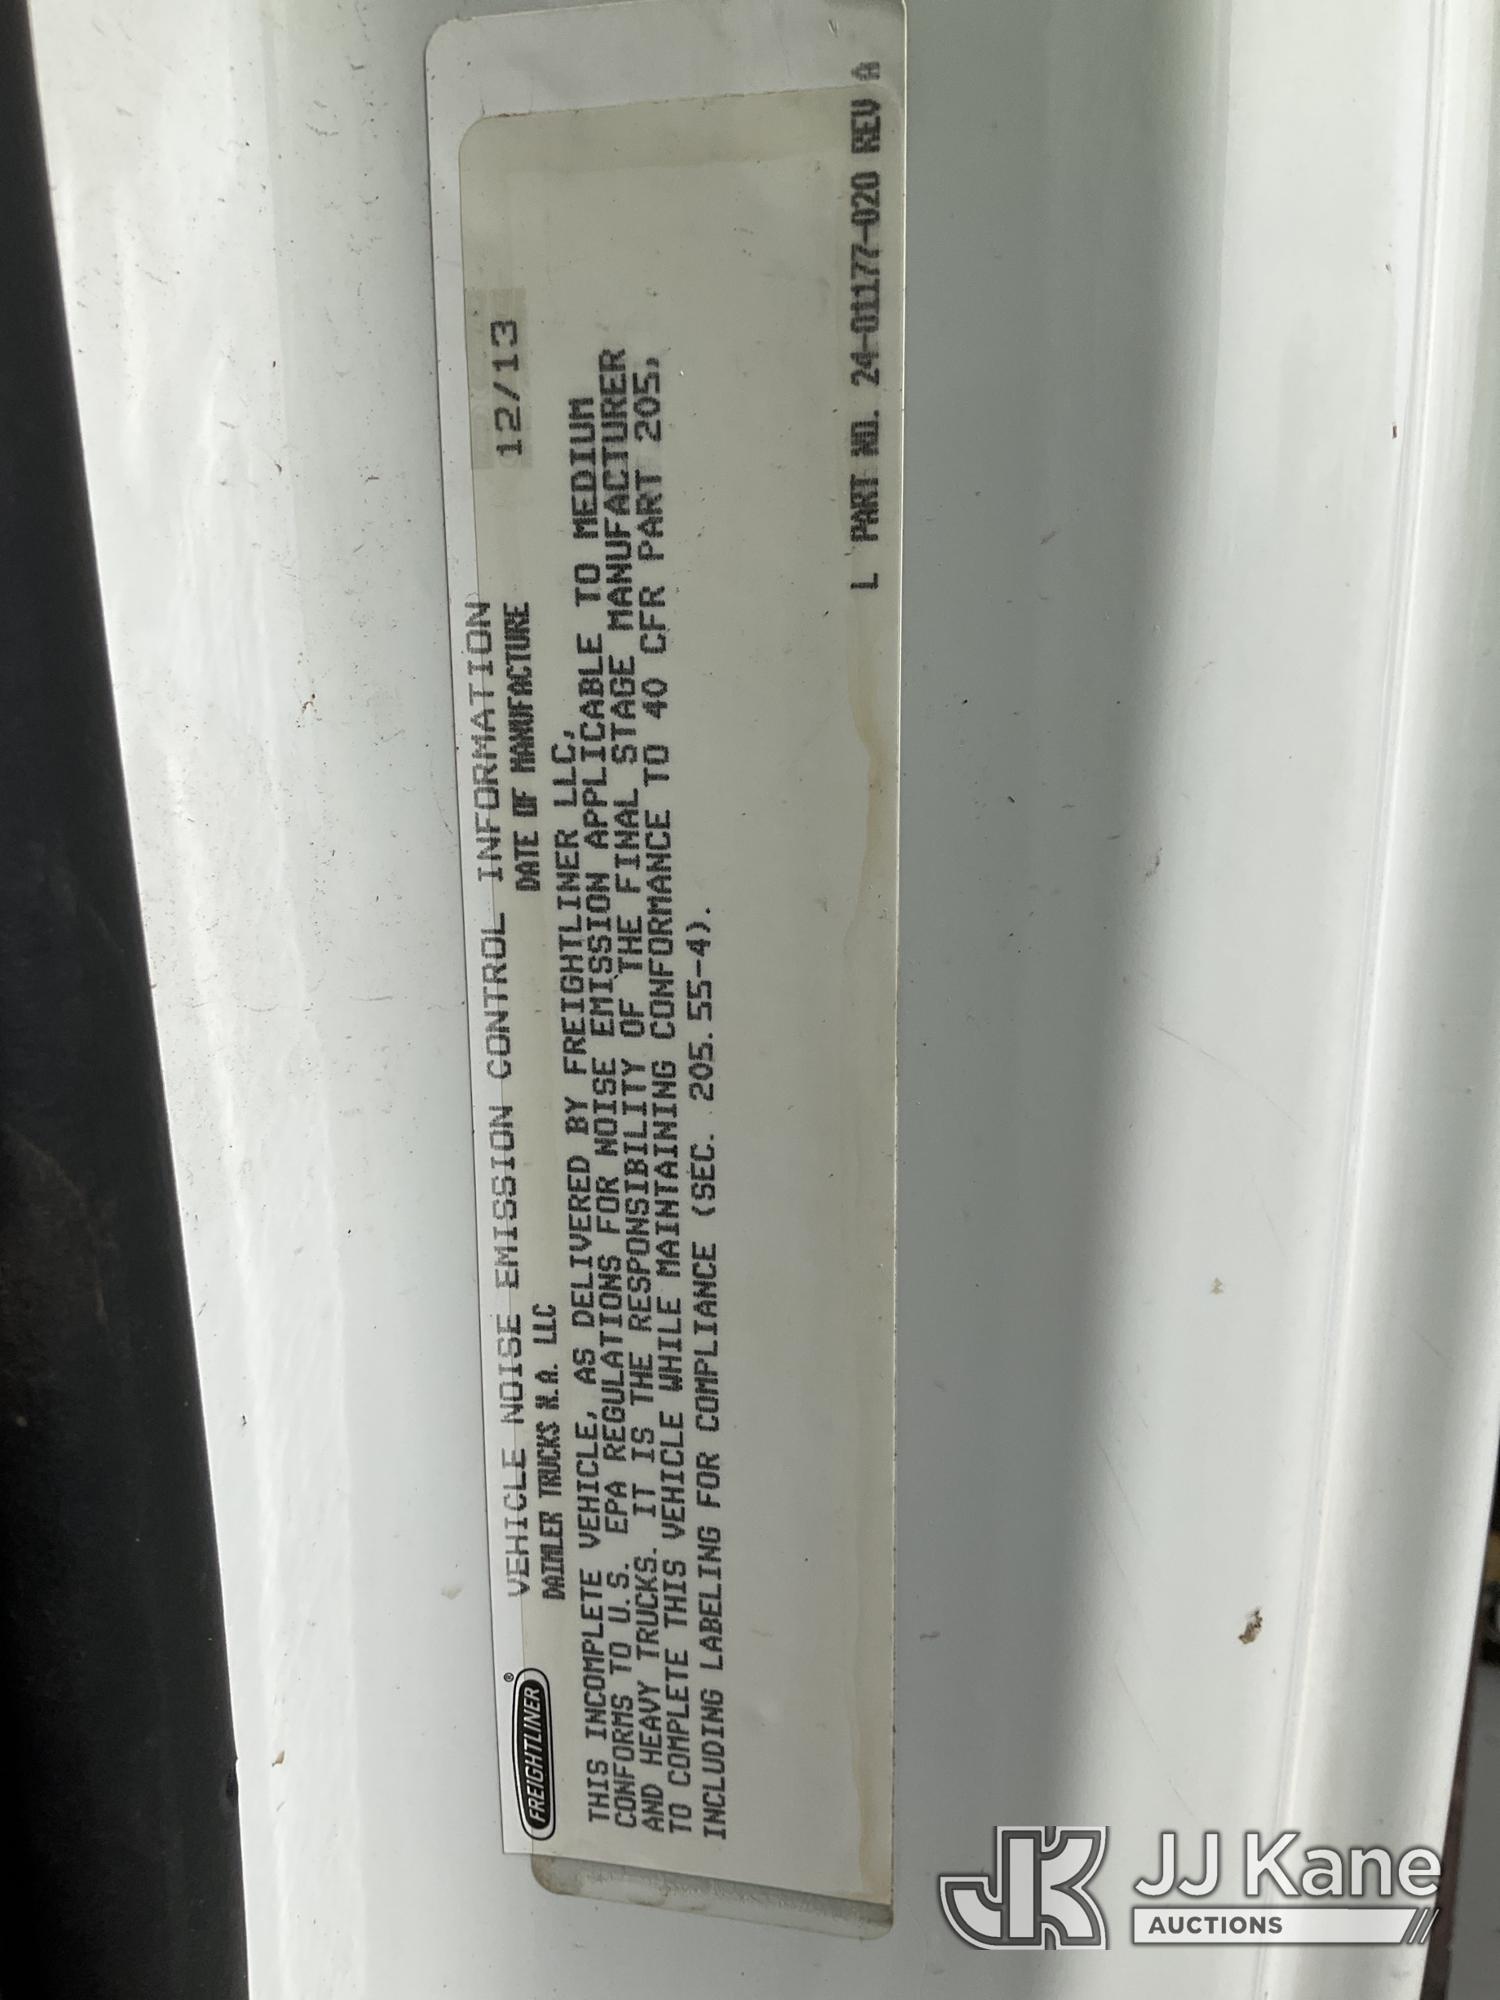 FREIGHTLINER®
VEHICLE NOISE EMISSION CONTROL INFORMATION
DAIMLER TRUCKS N.A. LLC DATE OF MANUFACTURE 12/13
THIS INCOMPLETE VEHICLE, AS DELIVERED BY FREIGHTLINER LLC,
CONFORMS TO U.S. EPA REGULATIONS FOR NOISE EMISSION APPLICABLE TO MEDIUM
AND HEAVY TRUCKS. IT IS THE RESPONSIBILITY OF THE FINAL STAGE MANUFACTURER
TO COMPLETE THIS VEHICLE WHILE MAINTAINING CONFORMANCE TO 40 CFR PART 205,
INCLUDING LABELING FOR COMPLIANCE (SEC. 205.55-4).
L PART NO. 24-01177-020 REV A
JK JJ Kane
AUCTIONS